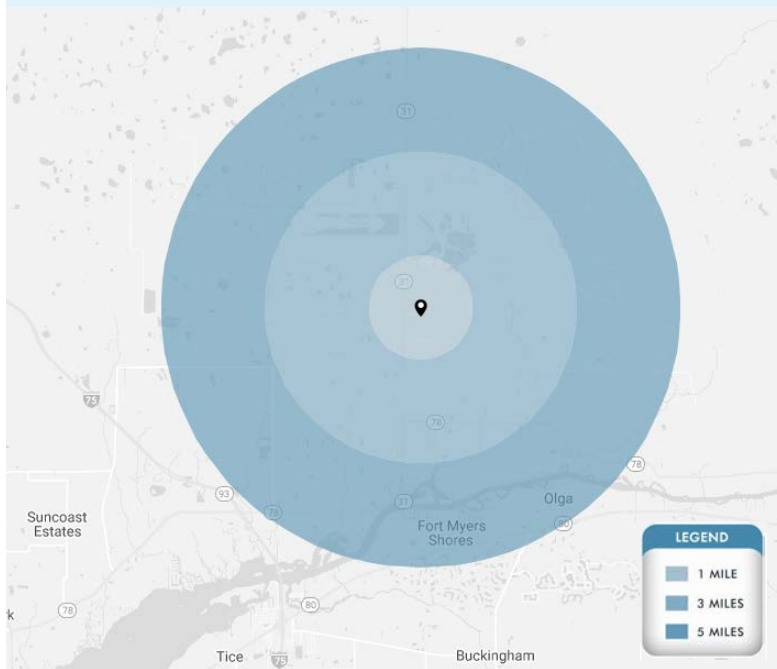 31
31
75
78
78
93
78
31
Olga
Suncoast
Estates
Fort Myers
Shores
80
LEGEND
1 MILE
3 MILES
5 MILES
80
78
k
Tice
75
Buckingham